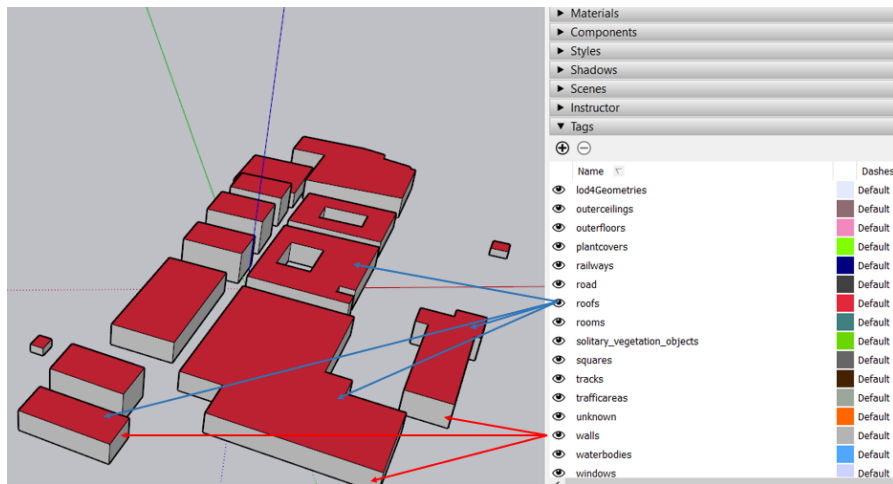 Materials
Components
Styles
Shadows
Scenes
Instructor
Tags
Name Dashes
lod4Geometries Default
outerceilings Default
outerfloors Default
plantcovers Default
railways Default
road Default
roofs Default
rooms Default
solitary_vegetation_objects Default
squares Default
tracks Default
trafficareas Default
unknown Default
walls Default
waterbodies Default
windows Default